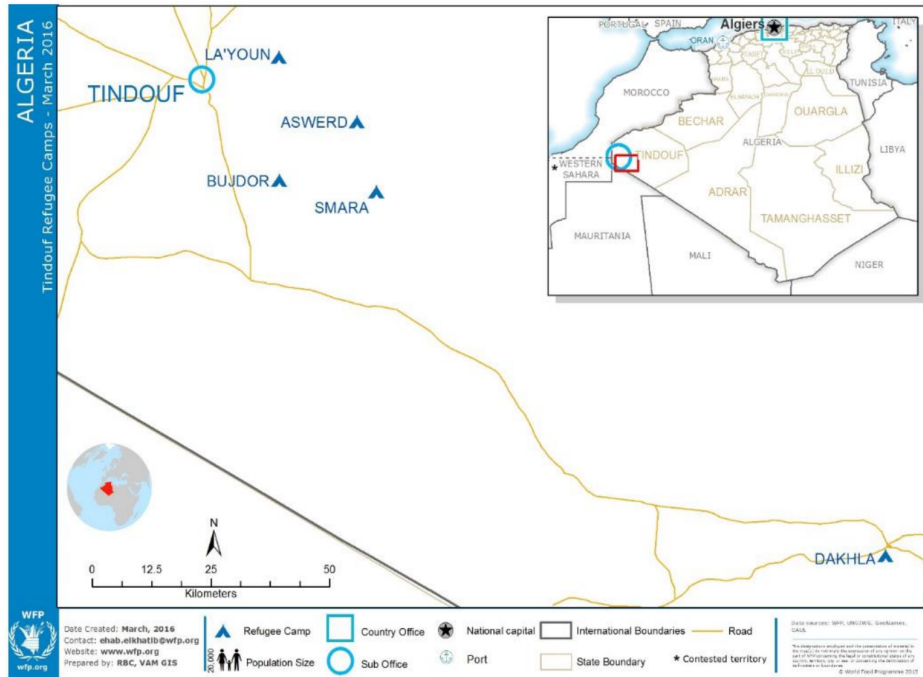 ALGERIA
Tindouf Refugee Camps - March 2016
LA'YOUN
TINDOUF
ASWERD
BUJDOR
SMARA
DAKHLA
PORTUGAL
SPAIN
Algiers
ITALY
ORAN
TUNISIA
MOROCCO
BECHAR
OUARGLA
ALGERIA
LIBYA
TINDOUF
WESTERN
SAHARA
ILLIZI
ADRAR
TAMANGHASSET
MAURITANIA
MALI
NIGER
N
0 12.5 25 50
Kilometers
WFP
wfp.org
Date Created: March, 2016
Contact: ehab.elkhatib@wfp.org
Website: www.wfp.org
Prepared by: RBC, VAM GIS
Refugee Camp
20,000
Population Size
Country Office
Sub Office
National capital
Port
International Boundaries
State Boundary
Road
* Contested territory
Data sources: WFP, UNGIWG, GeoNames,
GAUL
© World Food Programme 2017